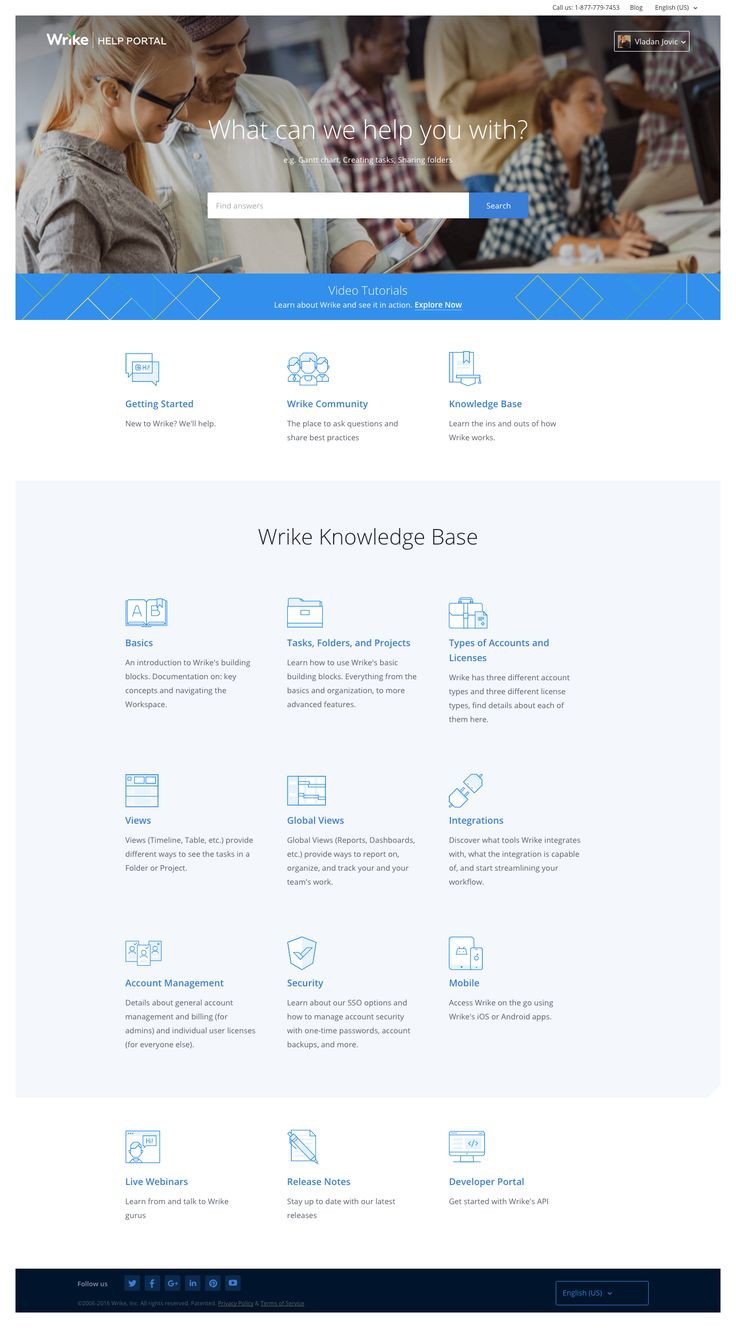 Call us: 1-877-779-7453 Blog English (US)
Wrike HELP PORTAL
Vladan Jovic
What can we help you with?
e.g. Gantt chart, Creating tasks, Sharing folders
Find answers
Search
Video Tutorials
Learn about Wrike and see it in action. Explore Now
Hi!
Getting Started
New to Wrike? We'll help.
Wrike Community
The place to ask questions and
share best practices
Knowledge Base
Learn the ins and outs of how
Wrike works.
Wrike Knowledge Base
A B
Basics
An introduction to Wrike's building
blocks. Documentation on: key
concepts and navigating the
Workspace.
Tasks, Folders, and Projects
Learn how to use Wrike's basic
building blocks. Everything from the
basics and organization, to more
advanced features.
Types of Accounts and
Licenses
Wrike has three different account
types and three different license
types, find details about each of
them here.
Views
Views (Timeline, Table, etc.) provide
different ways to see the tasks in a
Folder or Project.
Global Views
Global Views (Reports, Dashboards,
etc.) provide ways to report on,
organize, and track your and your
team's work.
Integrations
Discover what tools Wrike integrates
with, what the integration is capable
of, and start streamlining your
workflow.
Account Management
Details about general account
management and billing (for
admins) and individual user licenses
(for everyone else).
Security
Learn about our SSO options and
how to manage account security
with one-time passwords, account
backups, and more.
Mobile
Access Wrike on the go using
Wrike's iOS or Android apps.
Hi!
Live Webinars
Learn from and talk to Wrike
gurus
Release Notes
Stay up to date with our latest
releases
</>
Developer Portal
Get started with Wrike's API
Follow us
English (US)
©2006-2016 Wrike, Inc. All rights reserved. Patented. Privacy Policy & Terms of Service